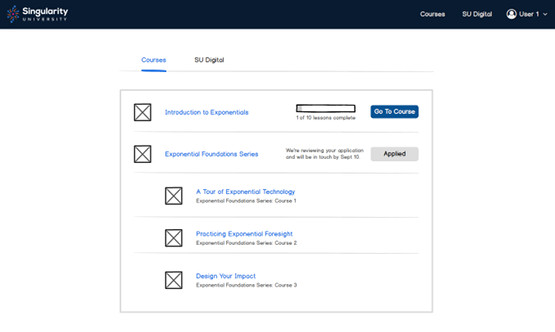 Singularity
UNIVERSITY
Courses
SU Digital
User 1
Courses
SU Digital
Introduction to Exponentials
1 of 10 lessons complete
Go To Course
Exponential Foundations Series
We're reviewing your application
and will be in touch by Sept 10.
Applied
A Tour of Exponential Technology
Exponential Foundations Series: Course 1
Practicing Exponential Foresight
Exponential Foundations Series: Course 2
Design Your Impact
Exponential Foundations Series: Course 3